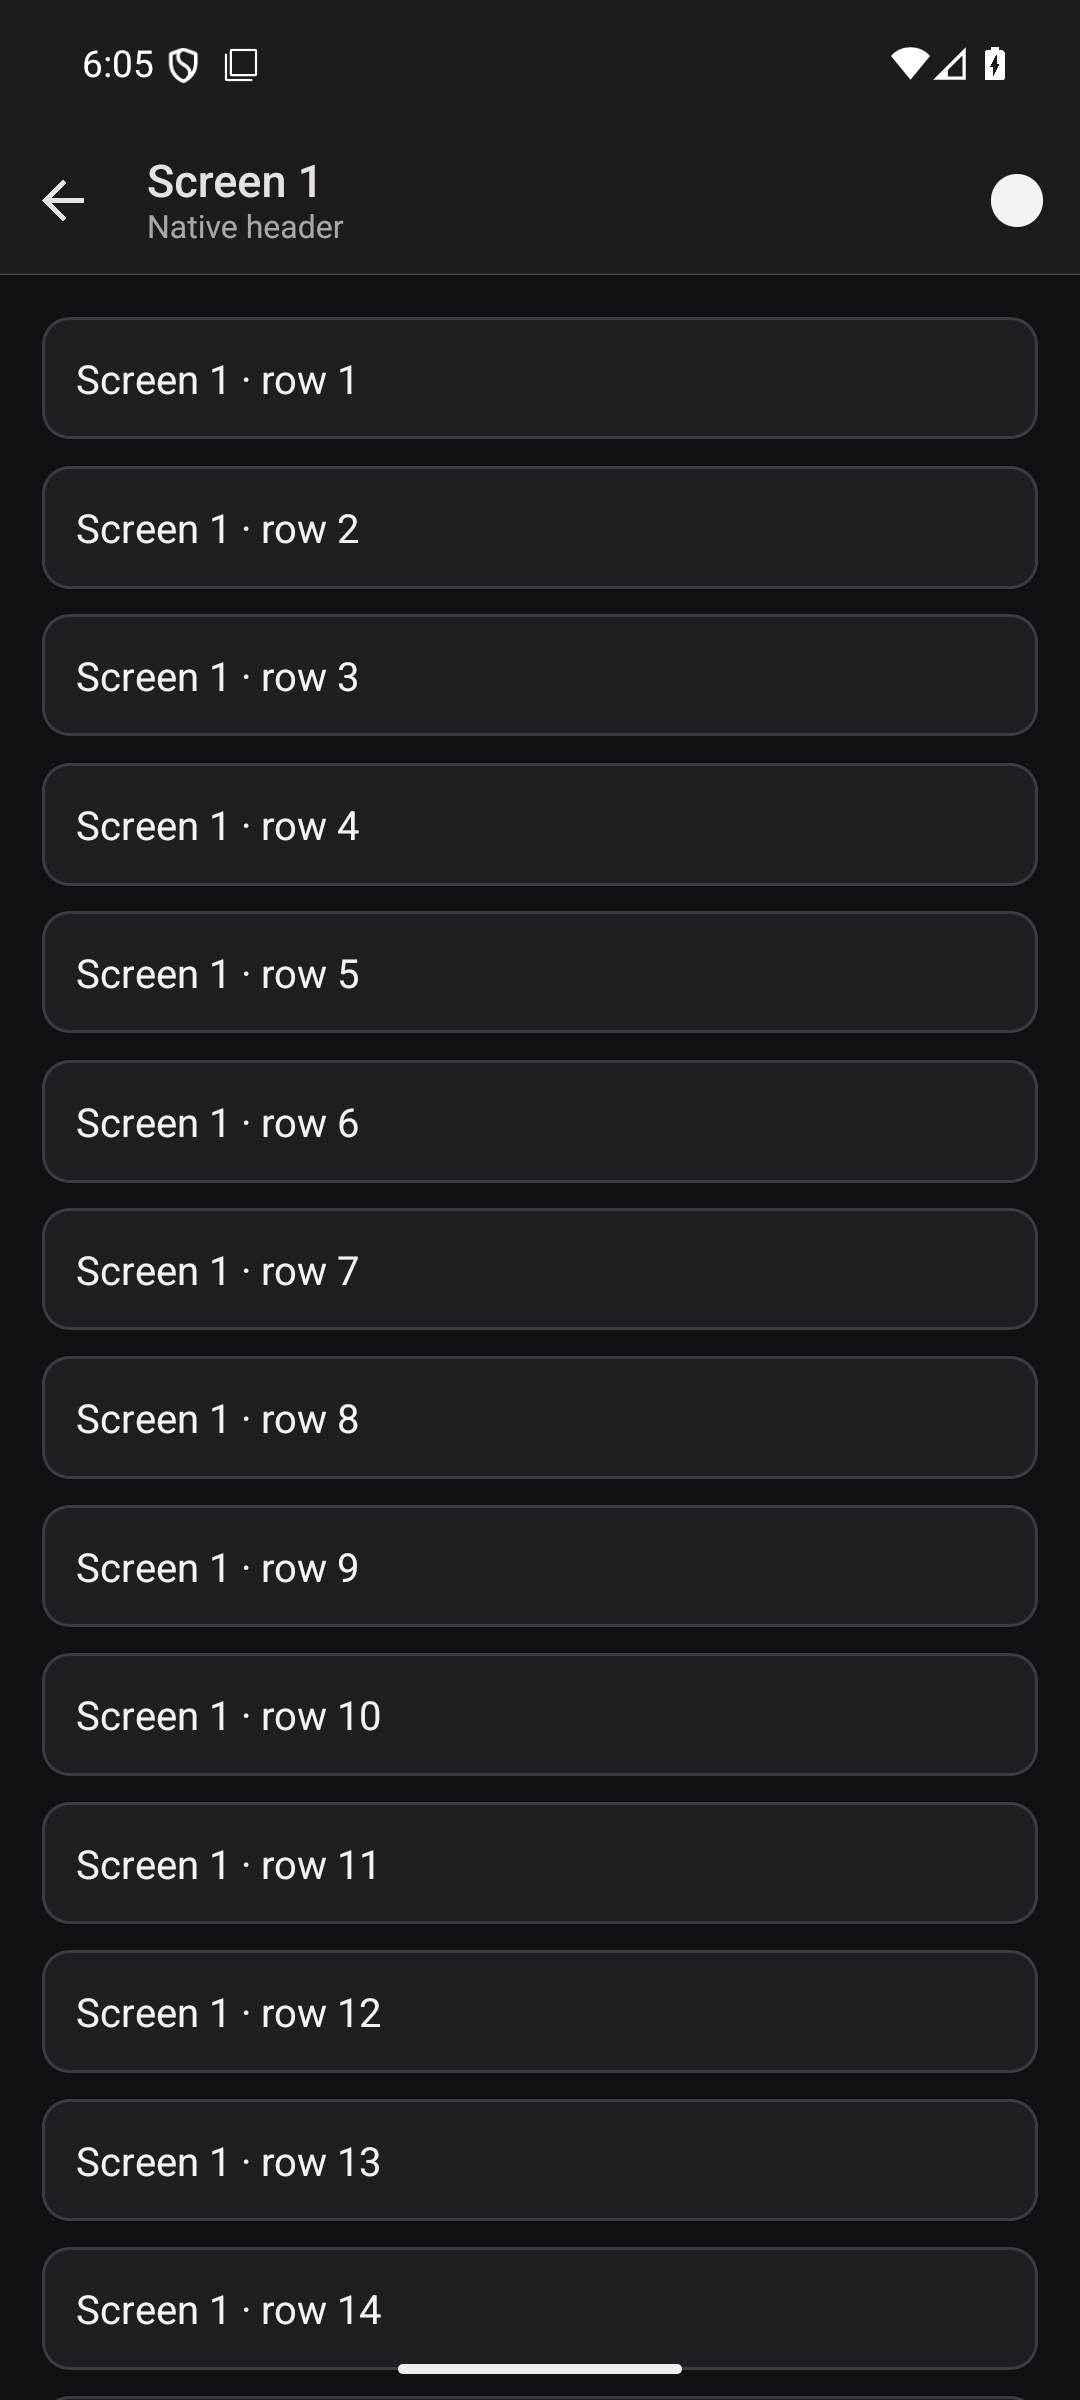 6:05
Screen 1
Native header
Screen 1 · row 1
Screen 1 · row 2
Screen 1 · row 3
Screen 1 · row 4
Screen 1 · row 5
Screen 1 · row 6
Screen 1 · row 7
Screen 1 · row 8
Screen 1 · row 9
Screen 1 · row 10
Screen 1 · row 11
Screen 1 · row 12
Screen 1 · row 13
Screen 1 · row 14